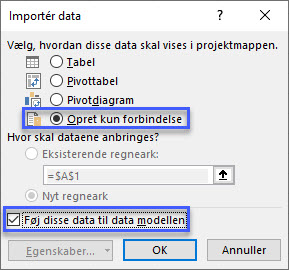 Importér data
Vælg, hvordan disse data skal vises i projektmappen.
Tabel
Pivottabel
Pivotdiagram
Opret kun forbindelse
Hvor skal dataene anbringes?
Eksisterende regneark:
=$A$1
Nyt regneark
Føj disse data til data modellen
Egenskaber...
OK
Annuller